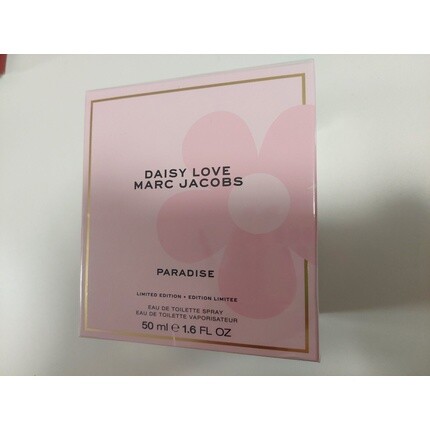 DAISY LOVE
MARC JACOBS
PARADISE
LIMITED EDITION • EDITION LIMITEE
EAU DE TOILETTE SPRAY
EAU DE TOILETTE VAPORISATEUR
50 ml ℮ 1.6 FL OZ